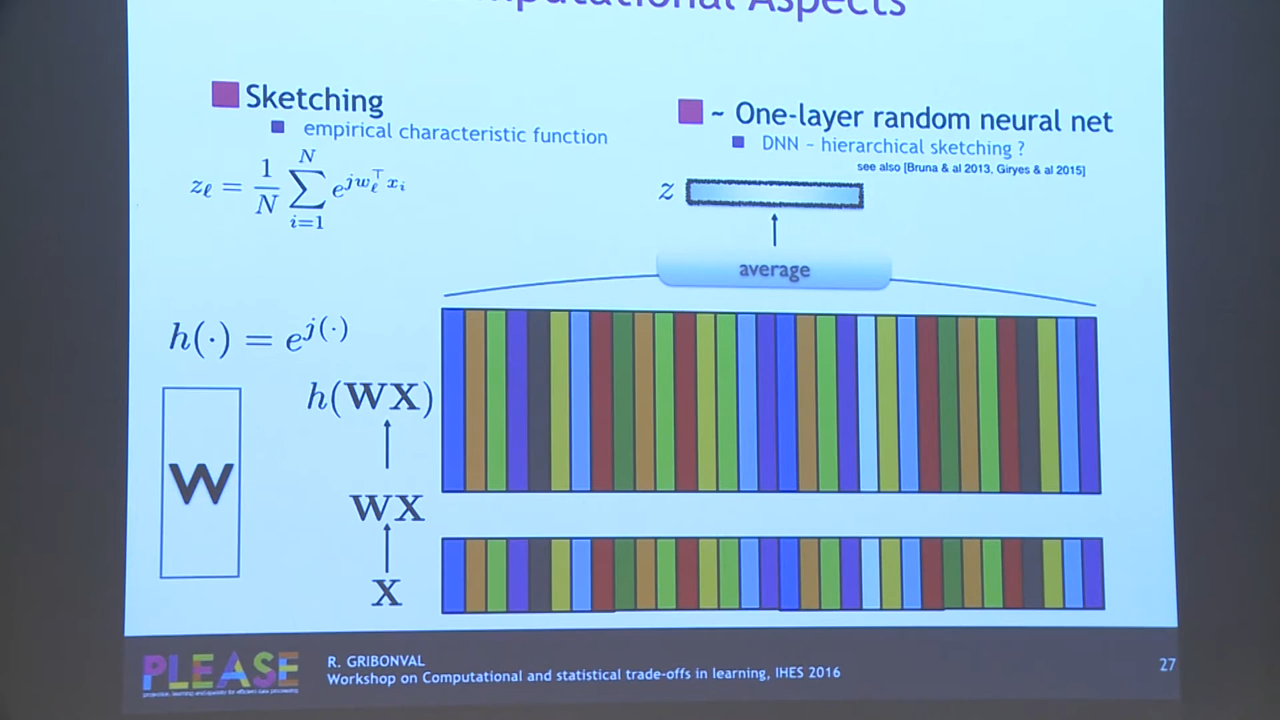 Computational Aspects
Sketching
empirical characteristic function
z_ℓ = 1/N ∑_{i=1}^{N} e^{jw_ℓ^⊤ x_i}
~ One-layer random neural net
DNN – hierarchical sketching ?
see also [Bruna & al 2013, Giryes & al 2015]
z
average
h(·) = e^{j(·)}
h(WX)
W
WX
X
PLEASE
R. GRIBONVAL
Workshop on Computational and statistical trade-offs in learning, IHES 2016
27